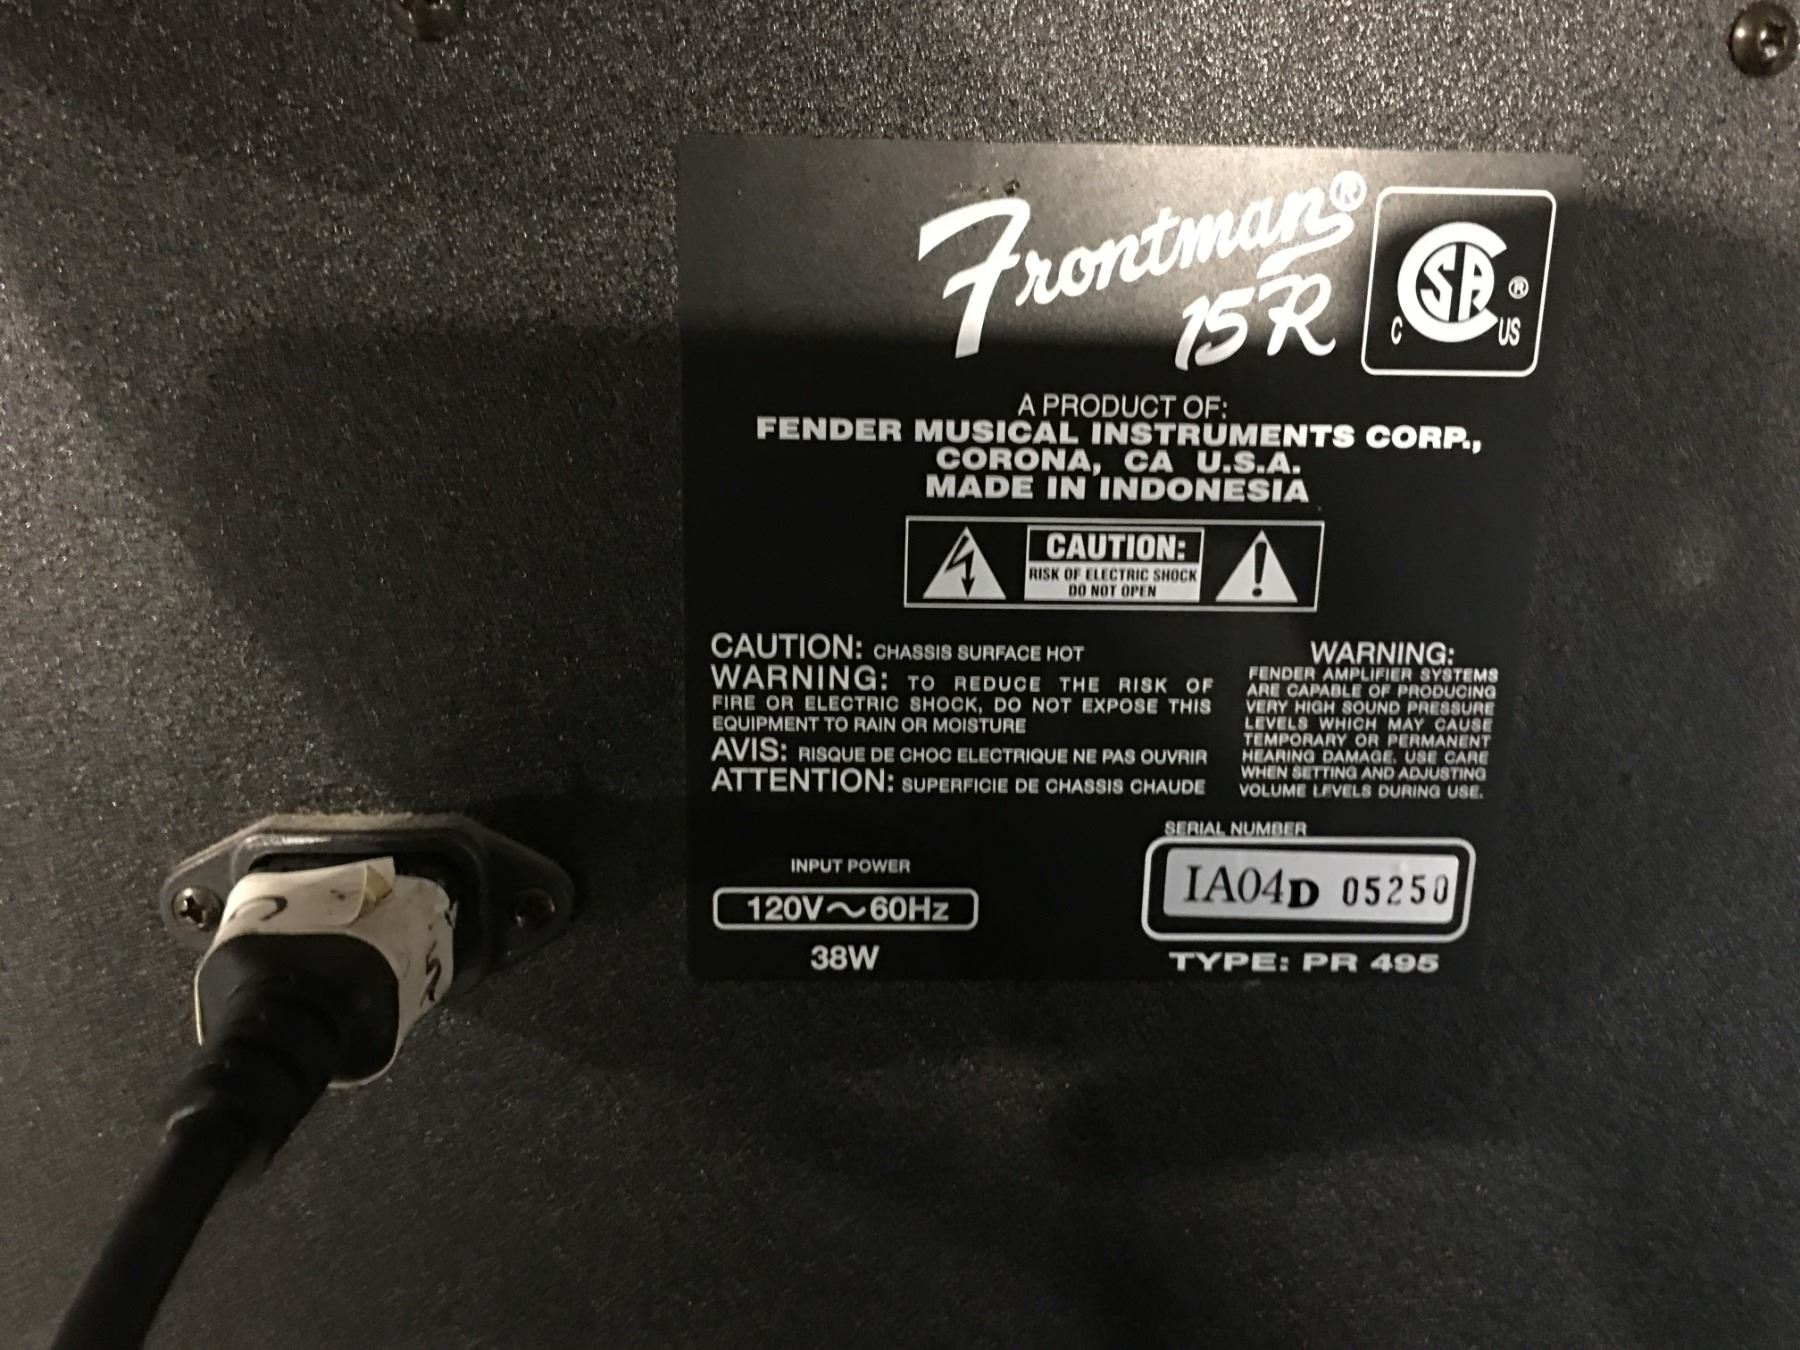 Frontman®
15R
CSA®
C US
A PRODUCT OF:
FENDER MUSICAL INSTRUMENTS CORP.,
CORONA, CA U.S.A.
MADE IN INDONESIA
CAUTION:
RISK OF ELECTRIC SHOCK
DO NOT OPEN
CAUTION: CHASSIS SURFACE HOT
WARNING: TO REDUCE THE RISK OF
FIRE OR ELECTRIC SHOCK, DO NOT EXPOSE THIS
EQUIPMENT TO RAIN OR MOISTURE
AVIS: RISQUE DE CHOC ELECTRIQUE NE PAS OUVRIR
ATTENTION: SUPERFICIE DE CHASSIS CHAUDE
WARNING:
FENDER AMPLIFIER SYSTEMS
ARE CAPABLE OF PRODUCING
VERY HIGH SOUND PRESSURE
LEVELS WHICH MAY CAUSE
TEMPORARY OR PERMANENT
HEARING DAMAGE. USE CARE
WHEN SETTING AND ADJUSTING
VOLUME LEVELS DURING USE.
INPUT POWER
120V～60Hz
38W
SERIAL NUMBER
IA04D 05250
TYPE: PR 495